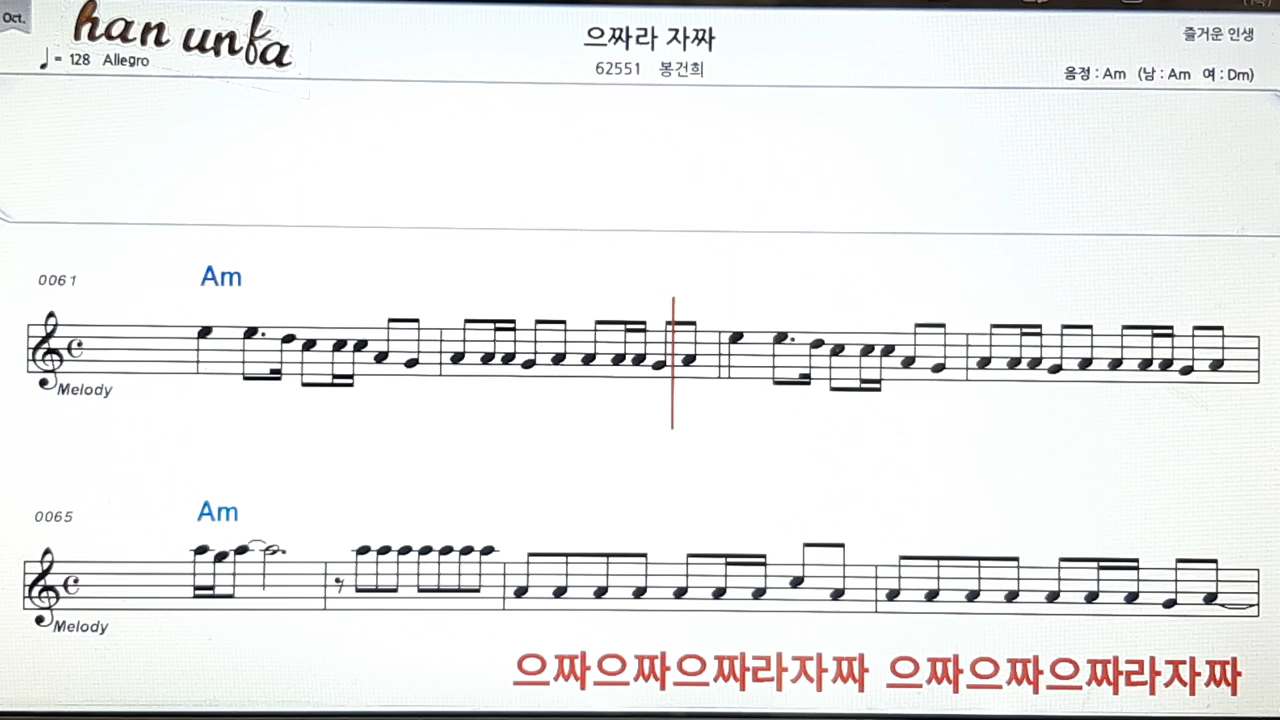 Oct.
han unfa
♩= 128 Allegro
으짜라 자짜
62551 봉건희
즐거운 인생
음정 : Am (남 : Am 여 : Dm)
0061
Am
Melody
0065
Am
Melody
으짜으짜으짜라자짜 으짜으짜으짜라자짜